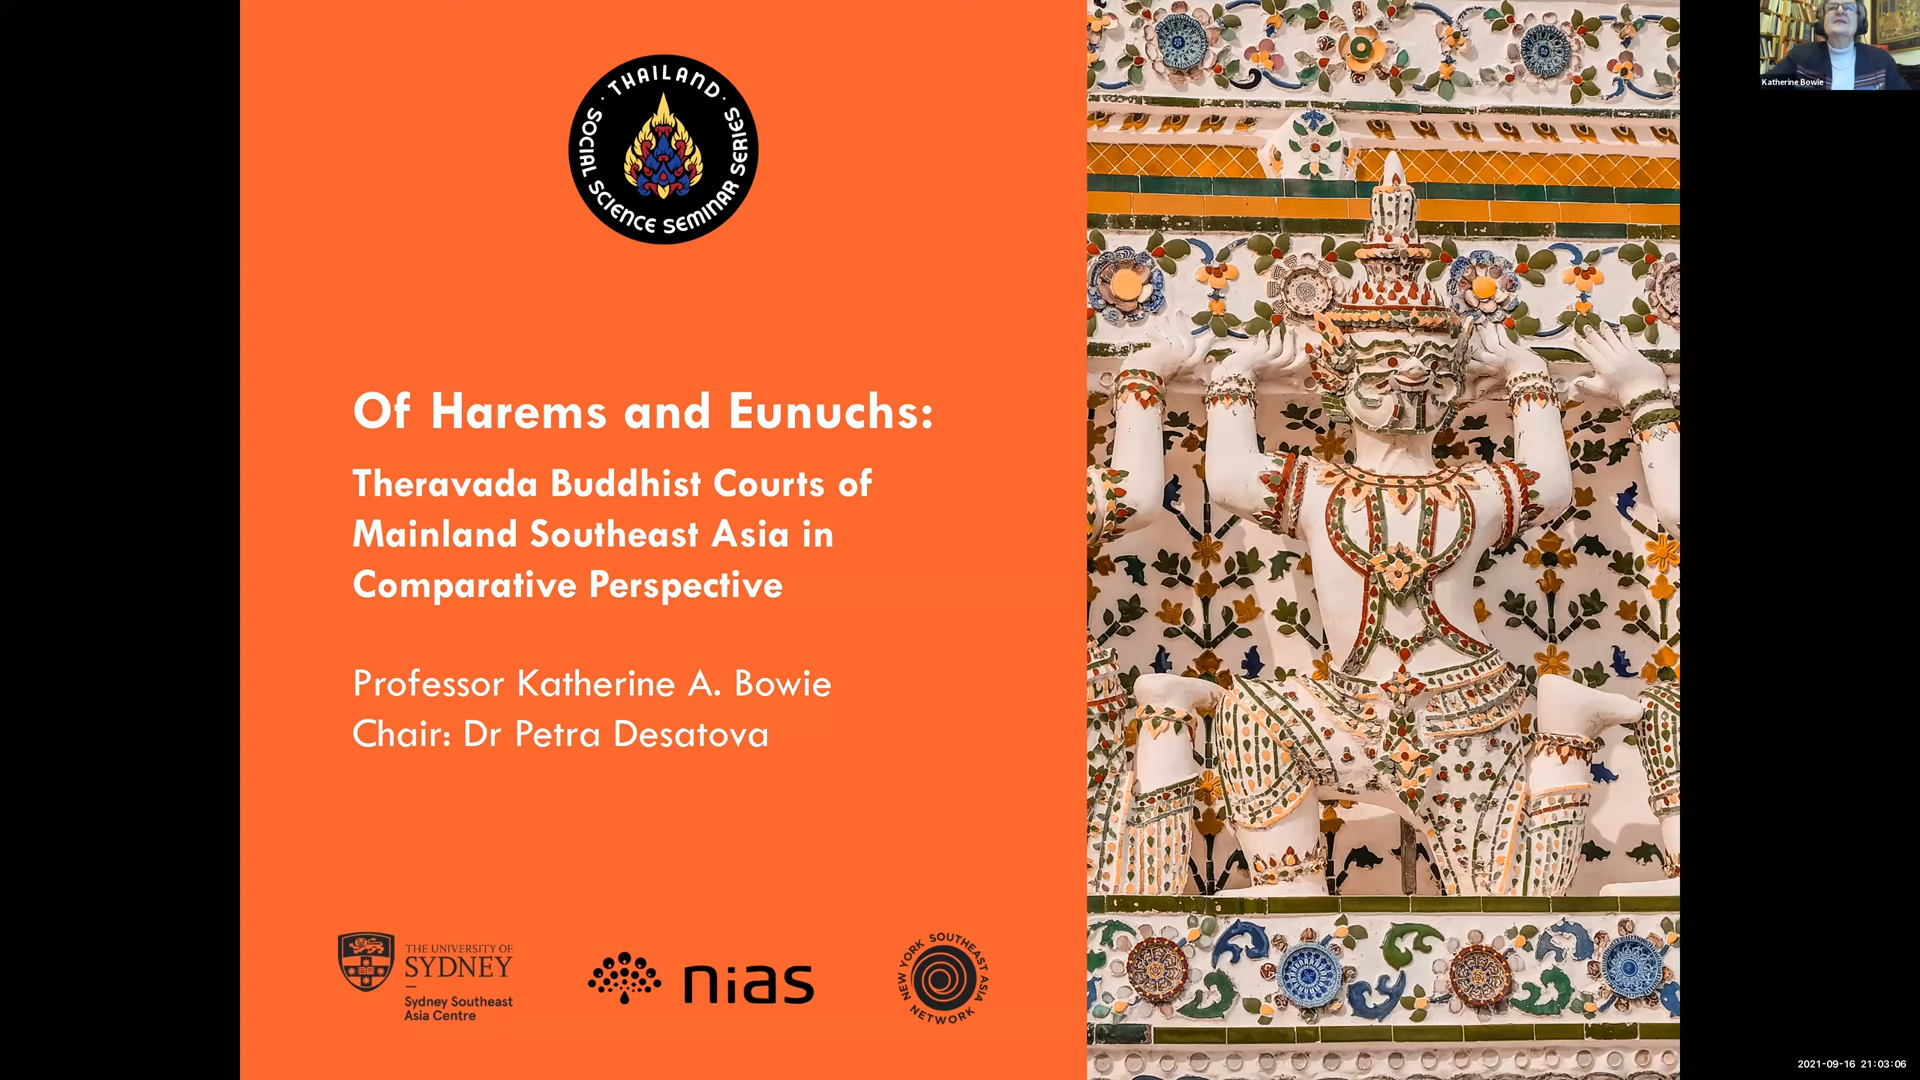 · THAILAND ·
SOCIAL SCIENCE SEMINAR SERIES
Of Harems and Eunuchs:
Theravada Buddhist Courts of
Mainland Southeast Asia in
Comparative Perspective
Professor Katherine A. Bowie
Chair: Dr Petra Desatova
THE UNIVERSITY OF
SYDNEY
Sydney Southeast
Asia Centre
nias
NEW YORK SOUTHEAST ASIA
NETWORK
Katherine Bowie
2021-09-16 21:03:06